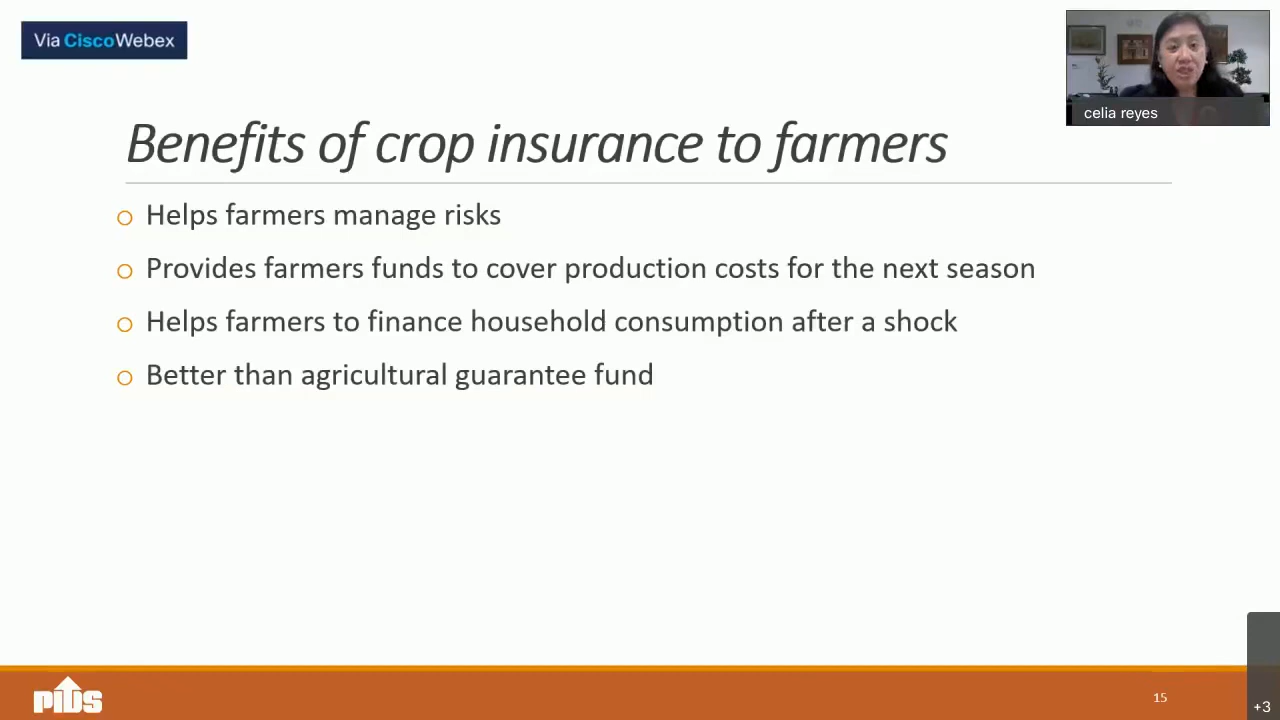 Via CiscoWebex
celia reyes
Benefits of crop insurance to farmers
o Helps farmers manage risks
o Provides farmers funds to cover production costs for the next season
o Helps farmers to finance household consumption after a shock
o Better than agricultural guarantee fund
PIDS
15
+3